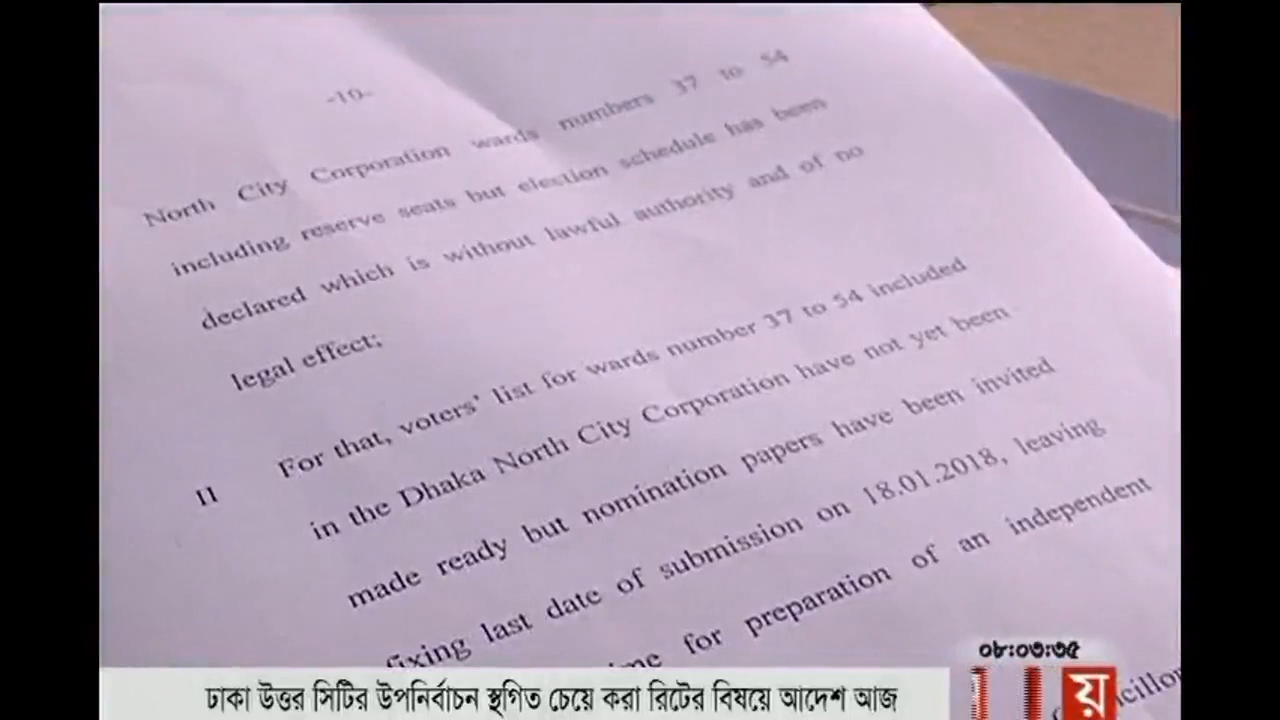 -10-
North City Corporation wards numbers 37 to 54
including reserve seats but election schedule has been
declared which is without lawful authority and of no
legal effect;
II For that, voters' list for wards number 37 to 54 included
in the Dhaka North City Corporation have not yet been
made ready but nomination papers have been invited
fixing last date of submission on 18.01.2018, leaving
for preparation of an independent
০৮:০৩:৩৫
ঢাকা উত্তর সিটির উপনির্বাচন স্থগিত চেয়ে করা রিটের বিষয়ে আদেশ আজ
য়